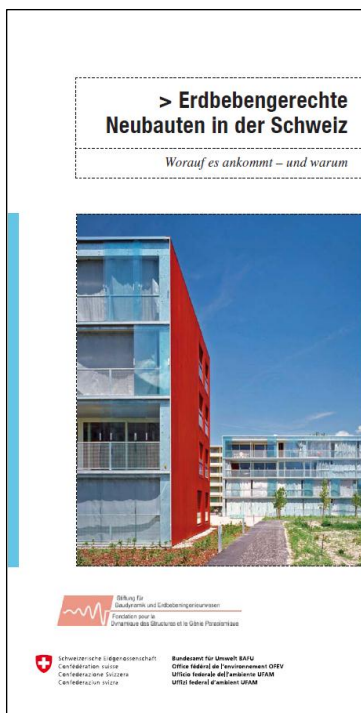 > Erdbebengerechte
Neubauten in der Schweiz
Worauf es ankommt – und warum
Stiftung für
Baudynamik und Erdbebeningenieurwesen
Fondation pour la
Dynamique des Structures et le Génie Parasismique
Schweizerische Eidgenossenschaft
Confédération suisse
Confederazione Svizzera
Confederaziun svizra
Bundesamt für Umwelt BAFU
Office fédéral de l'environnement OFEV
Ufficio federale dell'ambiente UFAM
Uffizi federal d'ambient UFAM